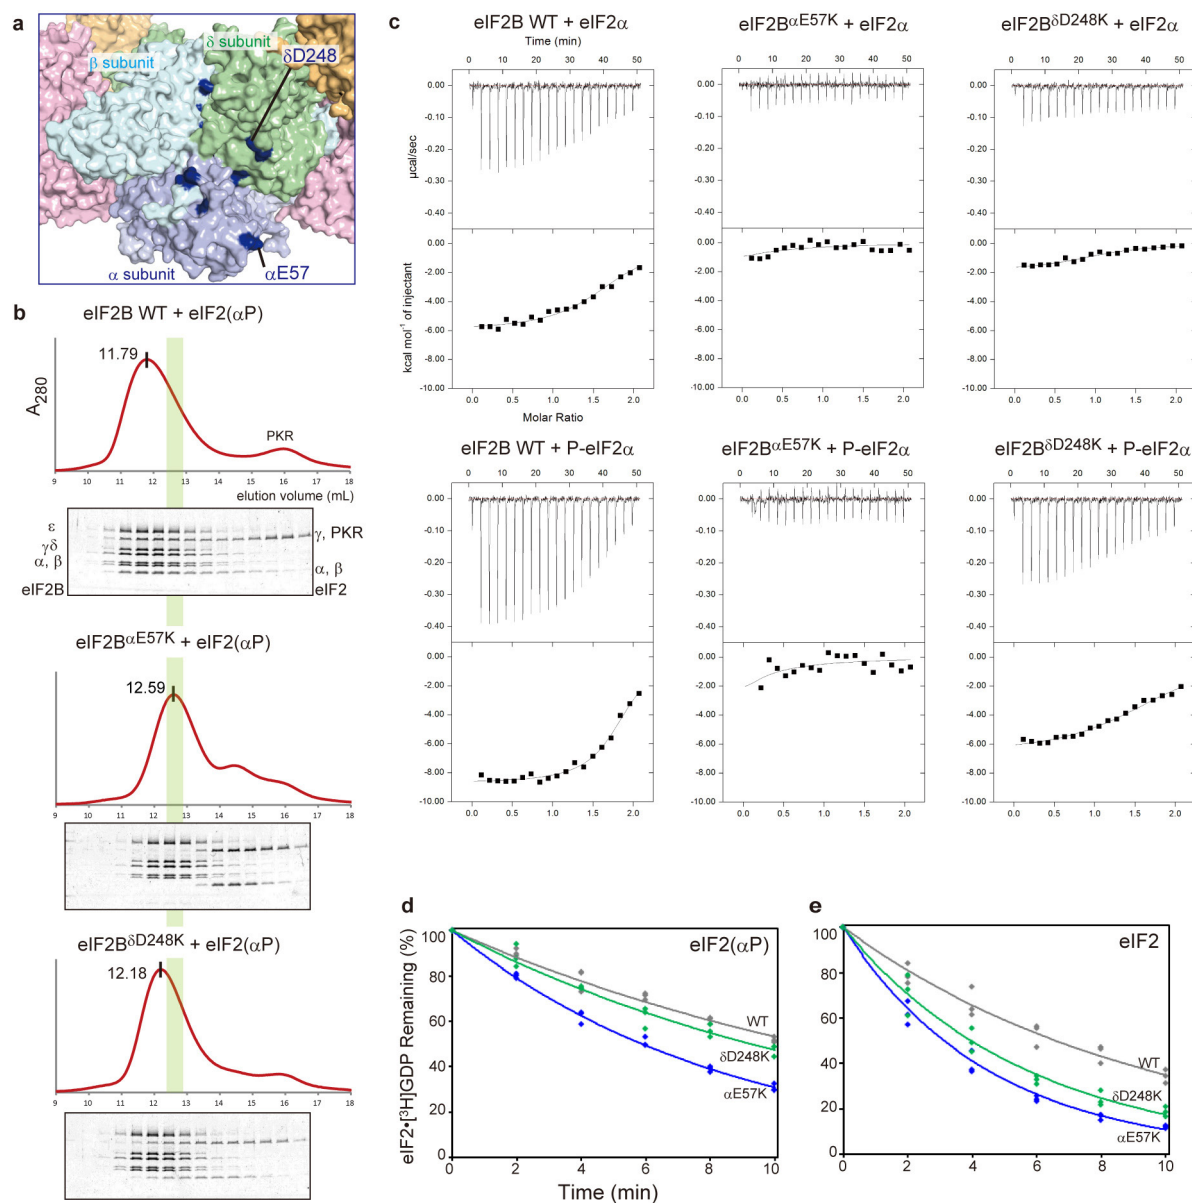 a
β subunit
δ subunit
δD248
α subunit
αE57
b
eIF2B WT + eIF2(αP)
11.79
A280
PKR
9 10 11 12 13 14 15 16 17 18
elution volume (mL)
ε
γδ
α, β
eIF2B
γ, PKR
α, β
eIF2
eIF2BαE57K + eIF2(αP)
12.59
9 10 11 12 13 14 15 16 17 18
eIF2BδD248K + eIF2(αP)
12.18
9 10 11 12 13 14 15 16 17 18
c
eIF2B WT + eIF2α
Time (min)
0 10 20 30 40 50
0.00
-0.10
-0.20
-0.30
-0.40
µcal/sec
0.00
-2.00
-4.00
-6.00
-8.00
-10.00
kcal mol-1 of injectant
0.0 0.5 1.0 1.5 2.0
Molar Ratio
eIF2BαE57K + eIF2α
0 10 20 30 40 50
0.00
-0.10
-0.20
-0.30
-0.40
0.00
-2.00
-4.00
-6.00
-8.00
-10.00
0.0 0.5 1.0 1.5 2.0
eIF2BδD248K + eIF2α
0 10 20 30 40 50
0.00
-0.10
-0.20
-0.30
-0.40
0.00
-2.00
-4.00
-6.00
-8.00
-10.00
0.0 0.5 1.0 1.5 2.0
eIF2B WT + P-eIF2α
0 10 20 30 40 50
0.00
-0.10
-0.20
-0.30
-0.40
0.00
-2.00
-4.00
-6.00
-8.00
-10.00
0.0 0.5 1.0 1.5 2.0
eIF2BαE57K + P-eIF2α
0 10 20 30 40 50
0.00
-0.10
-0.20
-0.30
-0.40
0.00
-2.00
-4.00
-6.00
-8.00
-10.00
0.0 0.5 1.0 1.5 2.0
eIF2BδD248K + P-eIF2α
0 10 20 30 40 50
0.00
-0.10
-0.20
-0.30
-0.40
0.00
-2.00
-4.00
-6.00
-8.00
-10.00
0.0 0.5 1.0 1.5 2.0
d
eIF2(αP)
100
80
60
40
20
0
eIF2•[3H]GDP Remaining (%)
WT
δD248K
αE57K
0 2 4 6 8 10
Time (min)
e
eIF2
100
80
60
40
20
0
WT
δD248K
αE57K
0 2 4 6 8 10